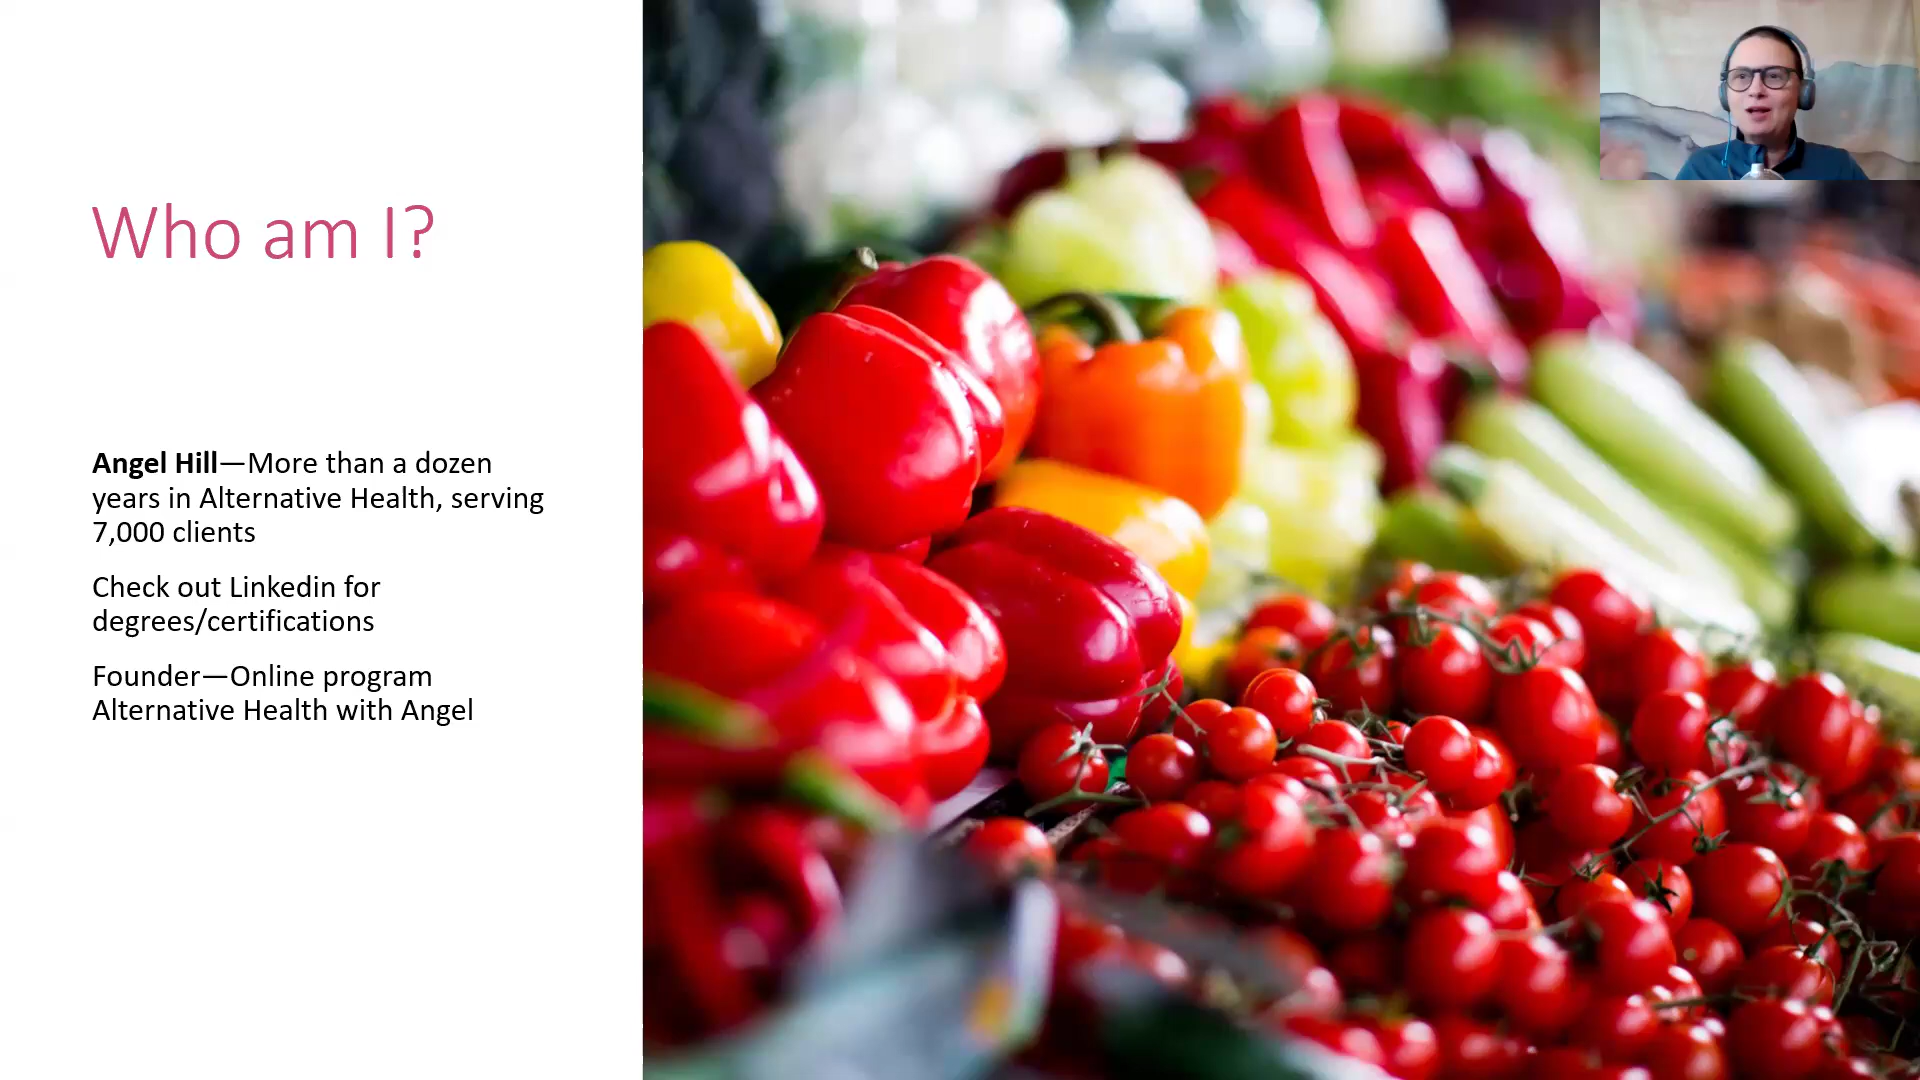 Who am I?
Angel Hill—More than a dozen
years in Alternative Health, serving
7,000 clients
Check out Linkedin for
degrees/certifications
Founder—Online program
Alternative Health with Angel